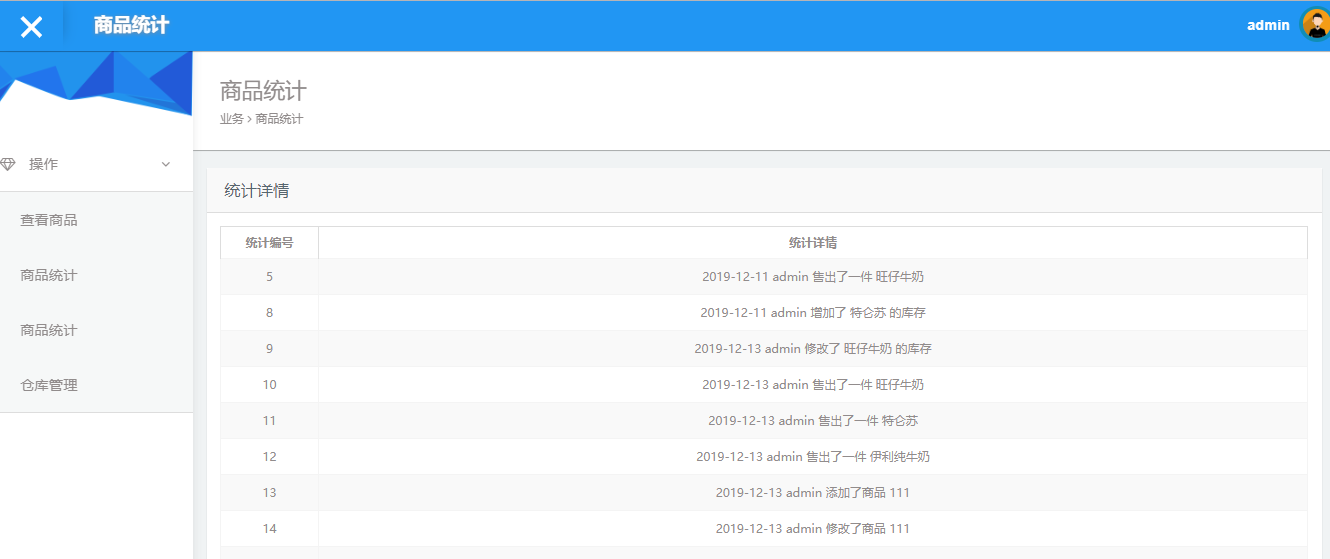 商品统计
admin
商品统计
业务 > 商品统计
操作
查看商品
商品统计
商品统计
仓库管理
统计详情
统计编号 统计详情
5 2019-12-11 admin 售出了一件 旺仔牛奶
8 2019-12-11 admin 增加了 特仑苏 的库存
9 2019-12-13 admin 修改了 旺仔牛奶 的库存
10 2019-12-13 admin 售出了一件 旺仔牛奶
11 2019-12-13 admin 售出了一件 特仑苏
12 2019-12-13 admin 售出了一件 伊利纯牛奶
13 2019-12-13 admin 添加了商品 111
14 2019-12-13 admin 修改了商品 111